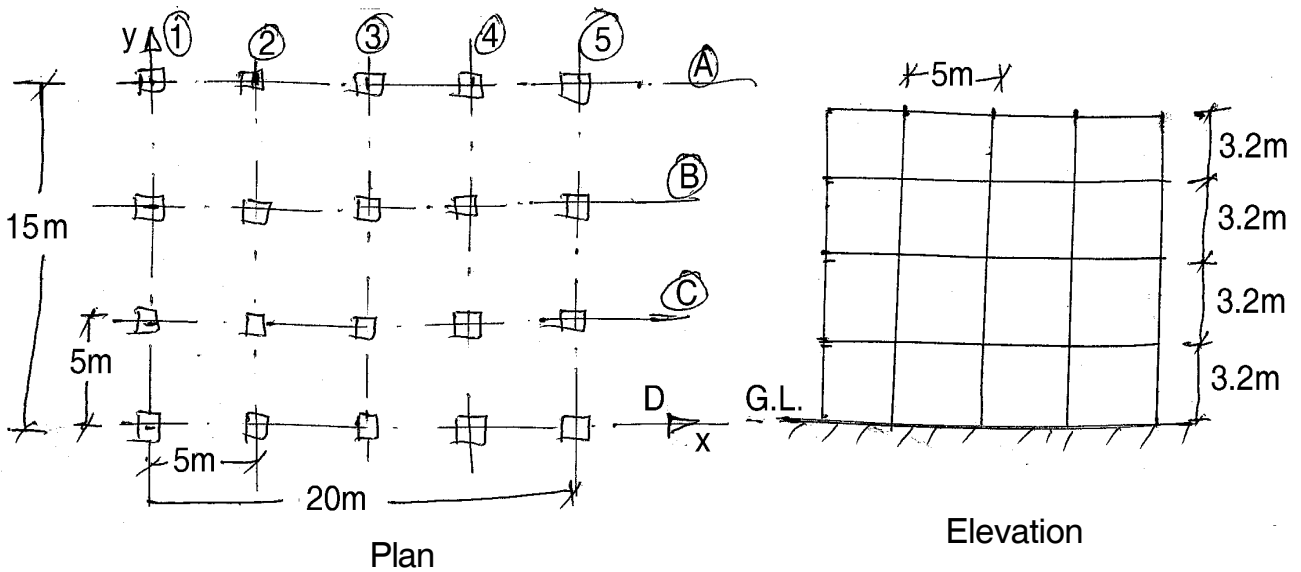 y 1 2 3 4 5
A
5m
3.2m
B
3.2m
15m
C
3.2m
5m
3.2m
D G.L.
x
5m
20m
Plan
Elevation